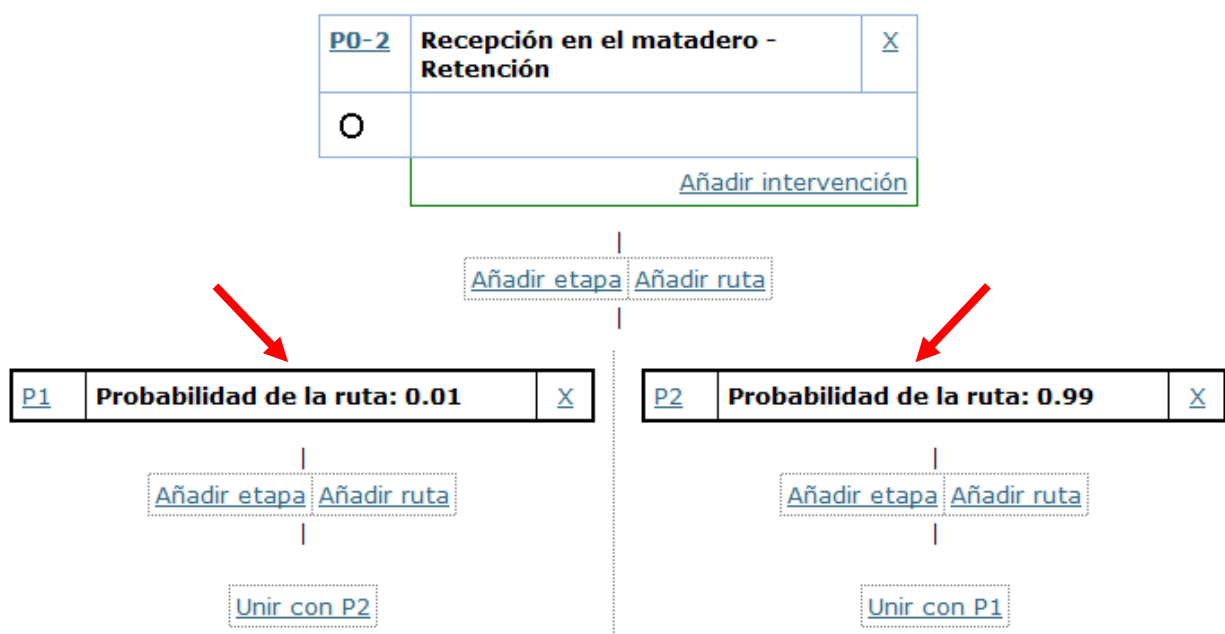 P0-2 Recepción en el matadero - X
Retención
O
Añadir intervención
|
Añadir etapa Añadir ruta
|
P1 Probabilidad de la ruta: 0.01 X
P2 Probabilidad de la ruta: 0.99 X
|
Añadir etapa Añadir ruta
|
|
Añadir etapa Añadir ruta
|
Unir con P2
Unir con P1